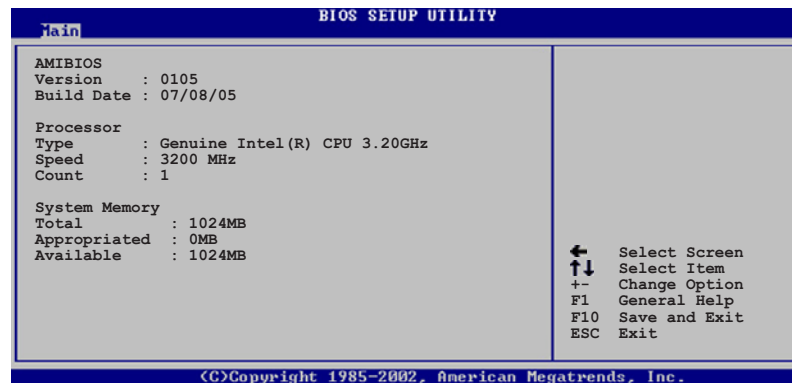 BIOS SETUP UTILITY
Main
AMIBIOS
Version : 0105
Build Date : 07/08/05
Processor
Type : Genuine Intel(R) CPU 3.20GHz
Speed : 3200 MHz
Count : 1
System Memory
Total : 1024MB
Appropriated : 0MB
Available : 1024MB
← Select Screen
↑↓ Select Item
+- Change Option
F1 General Help
F10 Save and Exit
ESC Exit
(C)Copyright 1985-2002, American Megatrends, Inc.